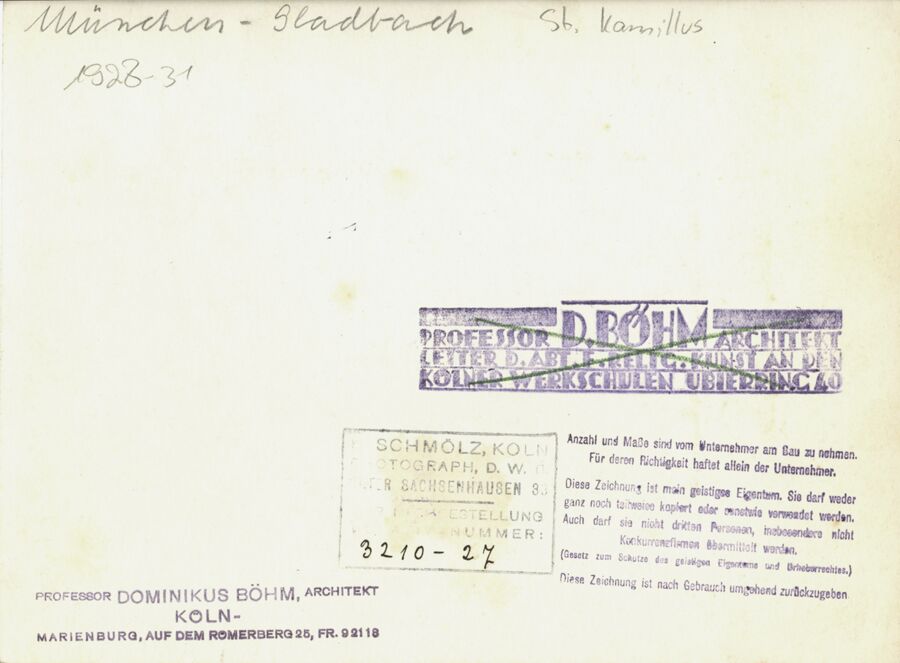 München-Gladbach St. Kamillus
1928-31
PROFESSOR D. BÖHM ARCHITEKT
LEITER D. ABT. F. RELIG. KUNST AN DEN
KÖLNER WERKSCHULEN UBIERRING 40
SCHMÖLZ, KÖLN
PHOTOGRAPH, D. W.
SACHSENHAUSEN 33
BESTELLUNG
NUMMER:
3210-27
Anzahl und Maße sind vom Unternehmer am Bau zu nehmen.
Für deren Richtigkeit haftet allein der Unternehmer.
Diese Zeichnung ist mein geistiges Eigentum. Sie darf weder
ganz noch teilweise kopiert oder sonstwie verwendet werden.
Auch darf sie nicht dritten Personen, insbesondere nicht
Konkurrenzfirmen übermittelt werden.
(Gesetz zum Schutze des geistigen Eigentums und Urheberrechtes.)
Diese Zeichnung ist nach Gebrauch umgehend zurückzugeben
PROFESSOR DOMINIKUS BÖHM, ARCHITEKT
KÖLN-
MARIENBURG, AUF DEM RÖMERBERG 25, FR. 92118